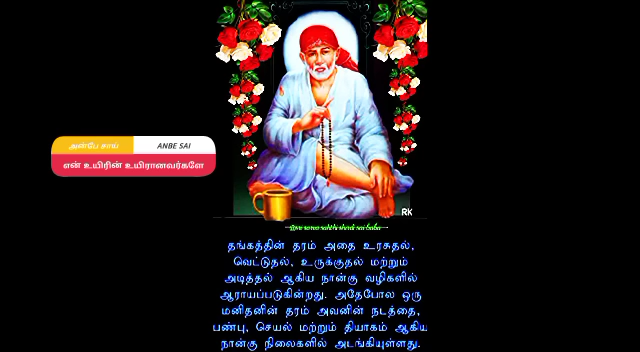 அன்பே சாய் ANBE SAI
என் உயிரின் உயிரானவர்களே
RK
தங்கத்தின் தரம் அதை உரசுதல்,
வெட்டுதல், உருக்குதல் மற்றும்
அடித்தல் ஆகிய நான்கு வழிகளில்
ஆராயப்படுகின்றது. அதேபோல ஒரு
மனிதனின் தரம் அவனின் நடத்தை,
பண்பு, செயல் மற்றும் தியாகம் ஆகிய
நான்கு நிலைகளில் அடங்கியுள்ளது.